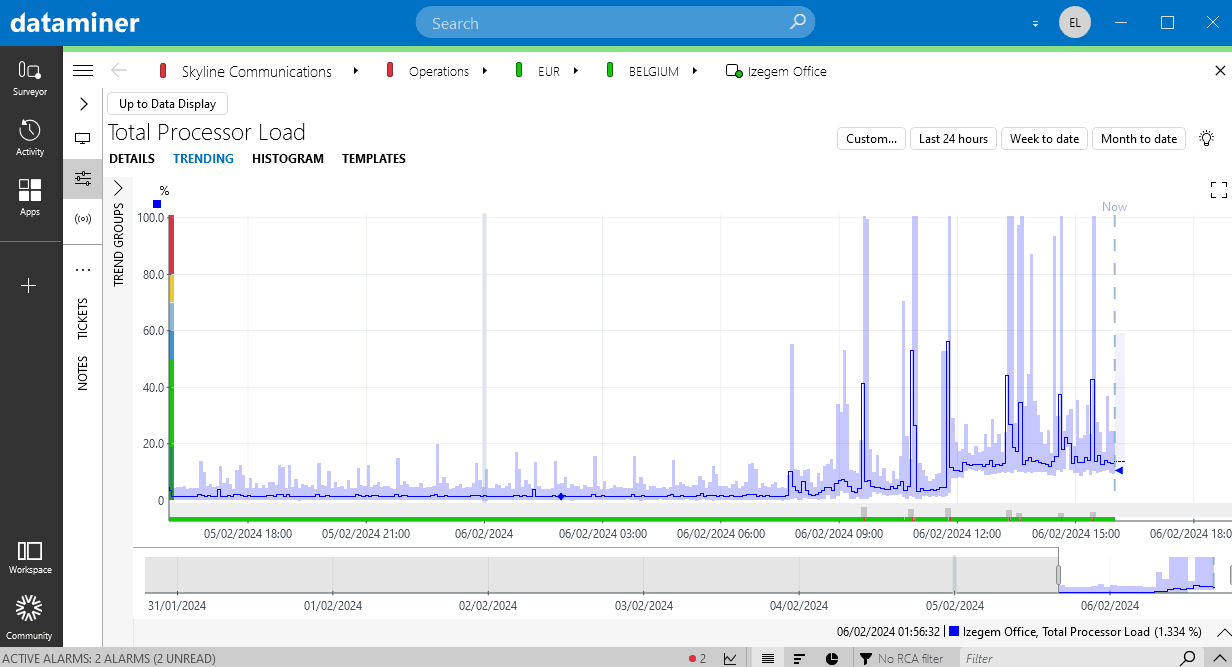 dataminer
Search
EL
Surveyor
Activity
Apps
Workspace
Community
Skyline Communications
Operations
EUR
BELGIUM
Izegem Office
Up to Data Display
Total Processor Load
Custom...
Last 24 hours
Week to date
Month to date
DETAILS
TRENDING
HISTOGRAM
TEMPLATES
TICKETS
NOTES
TREND GROUPS
%
Now
100.0
80.0
60.0
40.0
20.0
0
05/02/2024 18:00
05/02/2024 21:00
06/02/2024
06/02/2024 03:00
06/02/2024 06:00
06/02/2024 09:00
06/02/2024 12:00
06/02/2024 15:00
06/02/2024 18:0
31/01/2024
01/02/2024
02/02/2024
03/02/2024
04/02/2024
05/02/2024
06/02/2024
06/02/2024 01:56:32 | Izegem Office, Total Processor Load (1.334 %)
ACTIVE ALARMS: 2 ALARMS (2 UNREAD)
2
No RCA filter
Filter